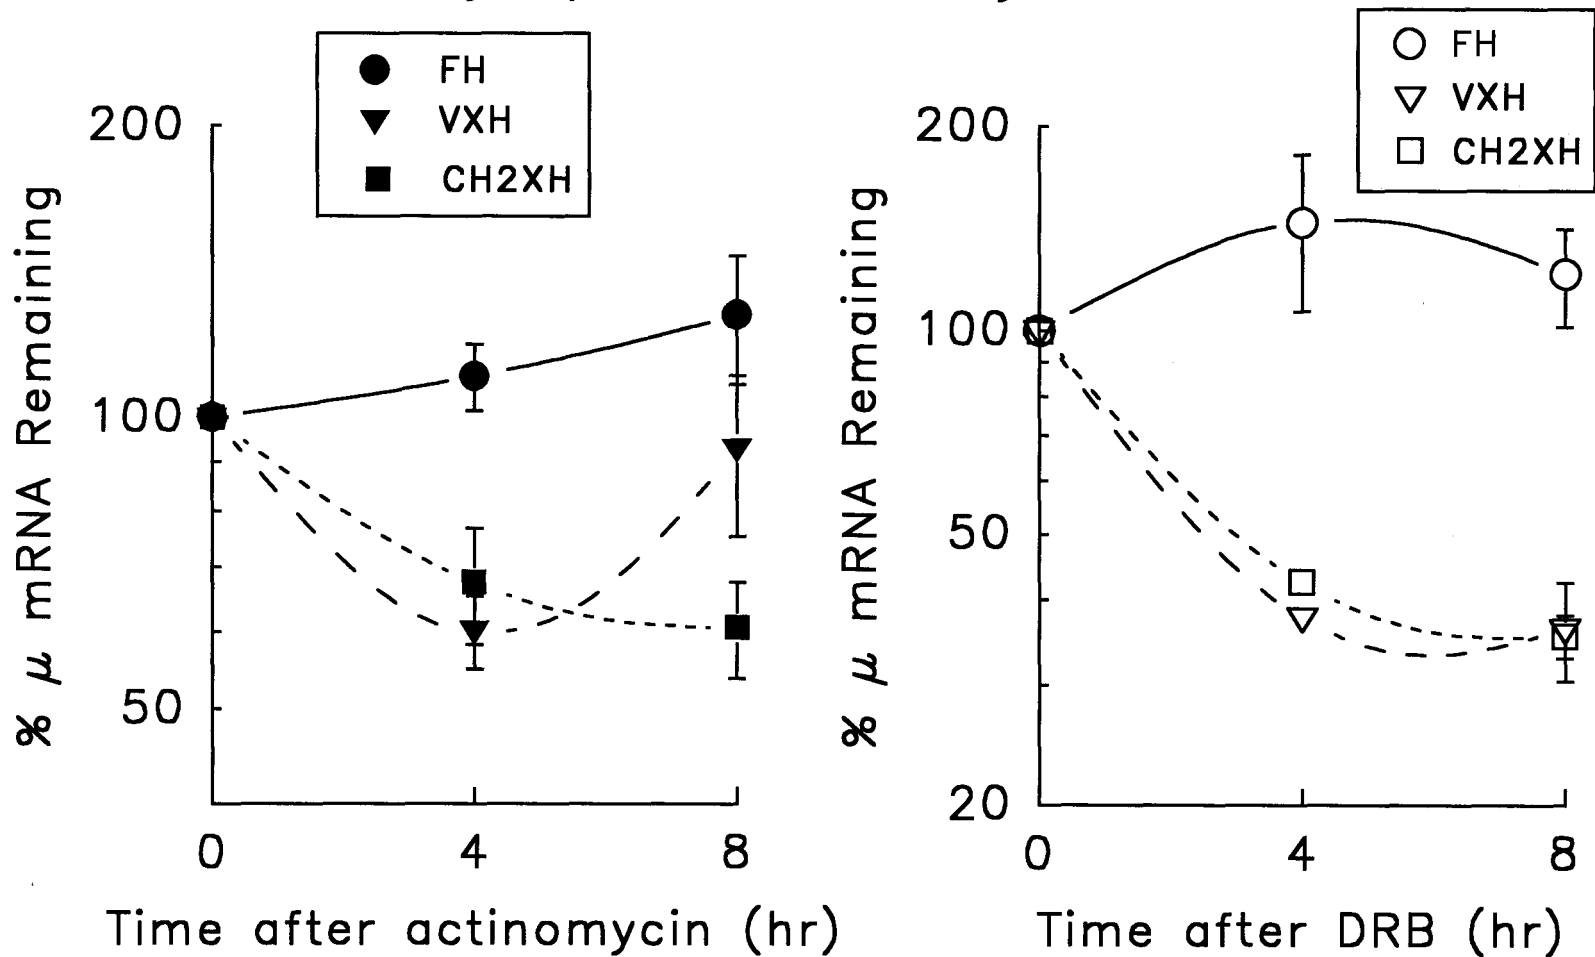 FH
VXH
CH2XH
200
100
50
% μ mRNA Remaining
0 4 8
Time after actinomycin (hr)
FH
VXH
CH2XH
200
100
50
20
% μ mRNA Remaining
0 4 8
Time after DRB (hr)